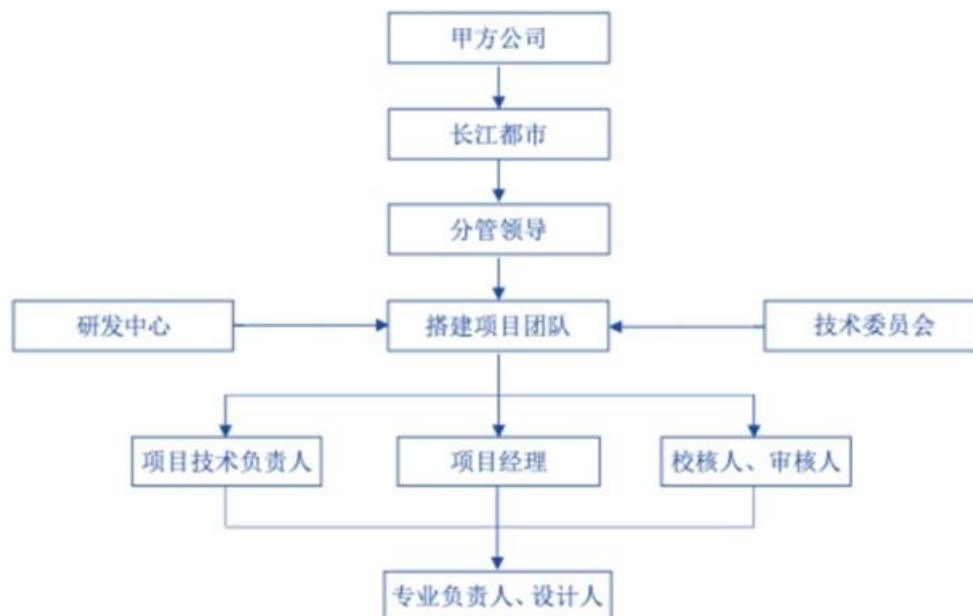 甲方公司
长江都市
分管领导
研发中心
搭建项目团队
技术委员会
项目技术负责人
项目经理
校核人、审核人
专业负责人、设计人